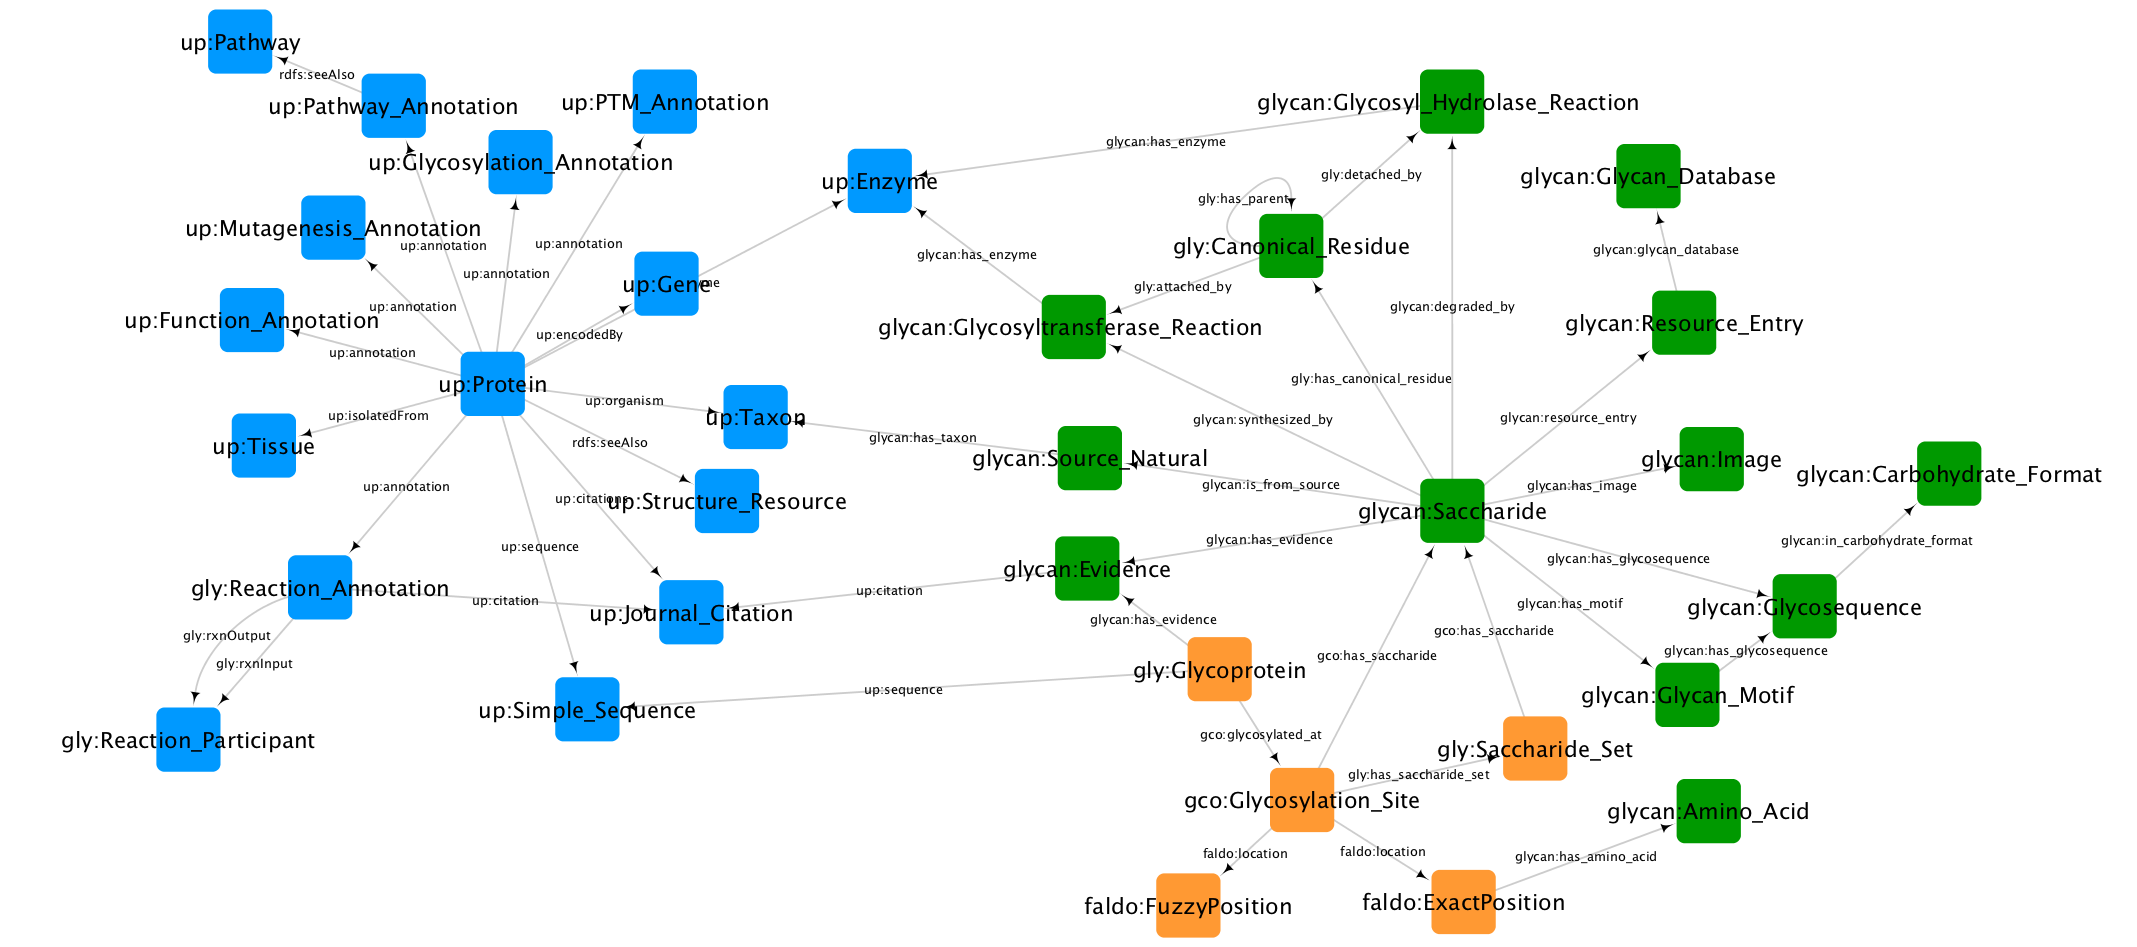 up:Pathway
rdfs:seeAlso
up:Pathway_Annotation
up:PTM_Annotation
up:Glycosylation_Annotation
up:Mutagenesis_Annotation
up:annotation
up:annotation
up:annotation
up:annotation
up:Function_Annotation
up:annotation
up:Enzyme
up:Gene
up:encodedBy
up:Protein
up:isolatedFrom
up:Tissue
up:organism
up:Taxon
rdfs:seeAlso
up:Structure_Resource
up:citations
up:annotation
up:sequence
gly:Reaction_Annotation
up:citation
up:Journal_Citation
gly:rxnOutput
gly:rxnInput
up:Simple_Sequence
gly:Reaction_Participant
glycan:Glycosyl_Hydrolase_Reaction
glycan:has_enzyme
gly:detached_by
glycan:Glycan_Database
gly:has_parent
gly:Canonical_Residue
glycan:has_enzyme
glycan:glycan_database
gly:attached_by
glycan:degraded_by
glycan:Glycosyltransferase_Reaction
glycan:Resource_Entry
gly:has_canonical_residue
glycan:synthesized_by
glycan:resource_entry
glycan:has_taxon
glycan:Source_Natural
glycan:Image
glycan:has_image
glycan:Carbohydrate_Format
glycan:is_from_source
glycan:Saccharide
glycan:has_evidence
glycan:in_carbohydrate_format
glycan:has_glycosequence
glycan:Evidence
up:citation
glycan:has_evidence
glycan:has_motif
glycan:Glycosequence
gco:has_saccharide
gco:has_saccharide
glycan:has_glycosequence
gly:Glycoprotein
up:sequence
glycan:Glycan_Motif
gco:glycosylated_at
gly:Saccharide_Set
gly:has_saccharide_set
gco:Glycosylation_Site
glycan:Amino_Acid
faldo:location
faldo:location
glycan:has_amino_acid
faldo:FuzzyPosition
faldo:ExactPosition